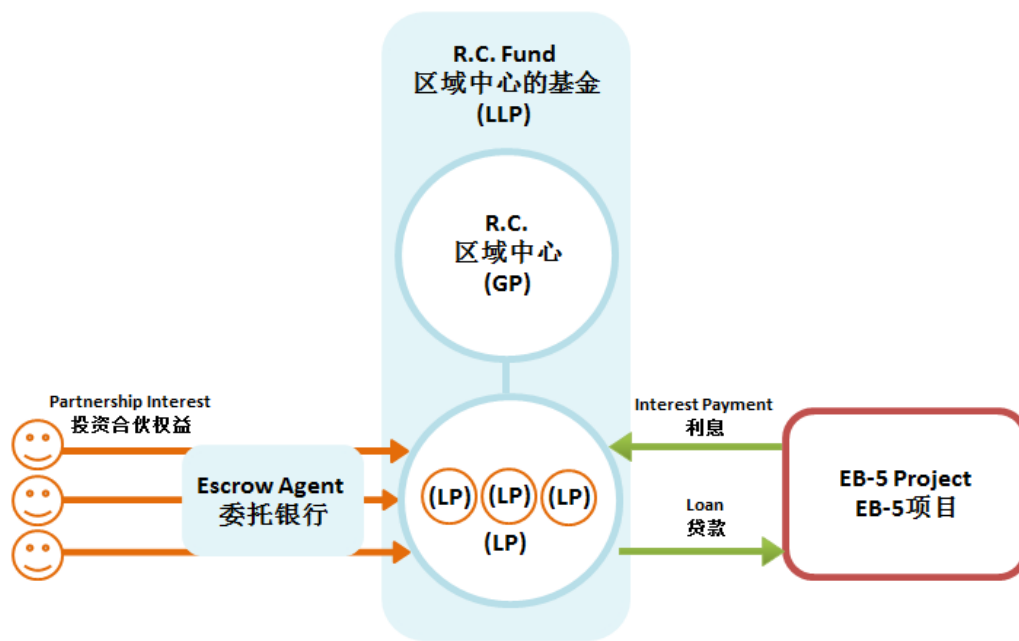 R.C. Fund
区域中心的基金
(LLP)
R.C.
区域中心
(GP)
Partnership Interest
投资合伙权益
Escrow Agent
委托银行
(LP)
(LP)
(LP)
(LP)
Interest Payment
利息
Loan
贷款
EB-5 Project
EB-5项目